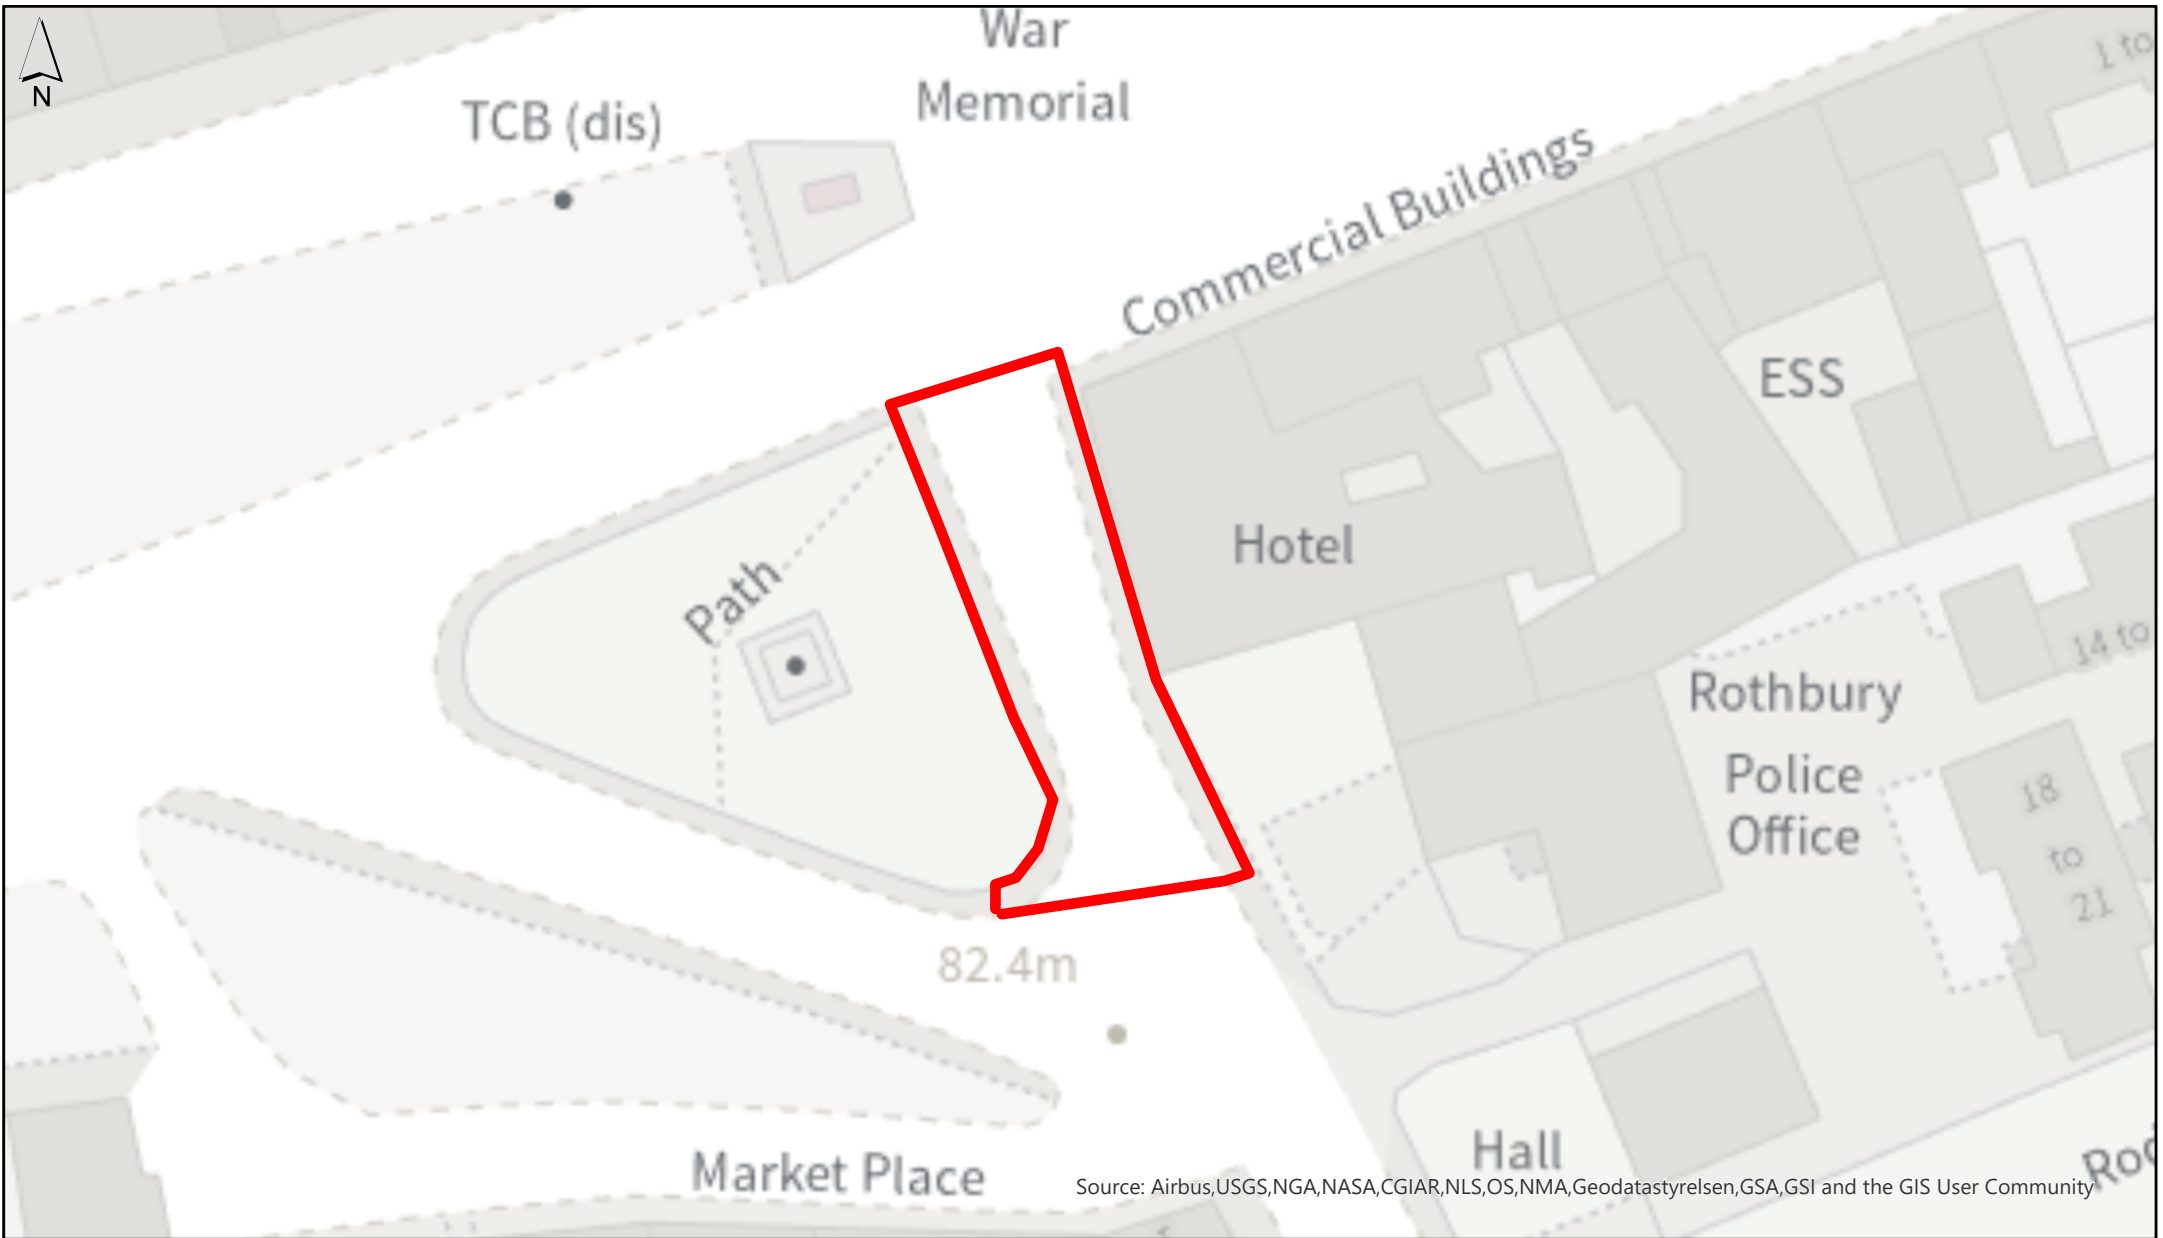 War
Memorial
1 to
N
TCB (dis)
Commercial Buildings
ESS
Hotel
Path
14 to
Rothbury
Police
Office
18
to
21
82.4m
Hall
Market Place
Source: Airbus,USGS,NGA,NASA,CGIAR,NLS,OS,NMA,Geodatastyrelsen,GSA,GSI and the GIS User Community